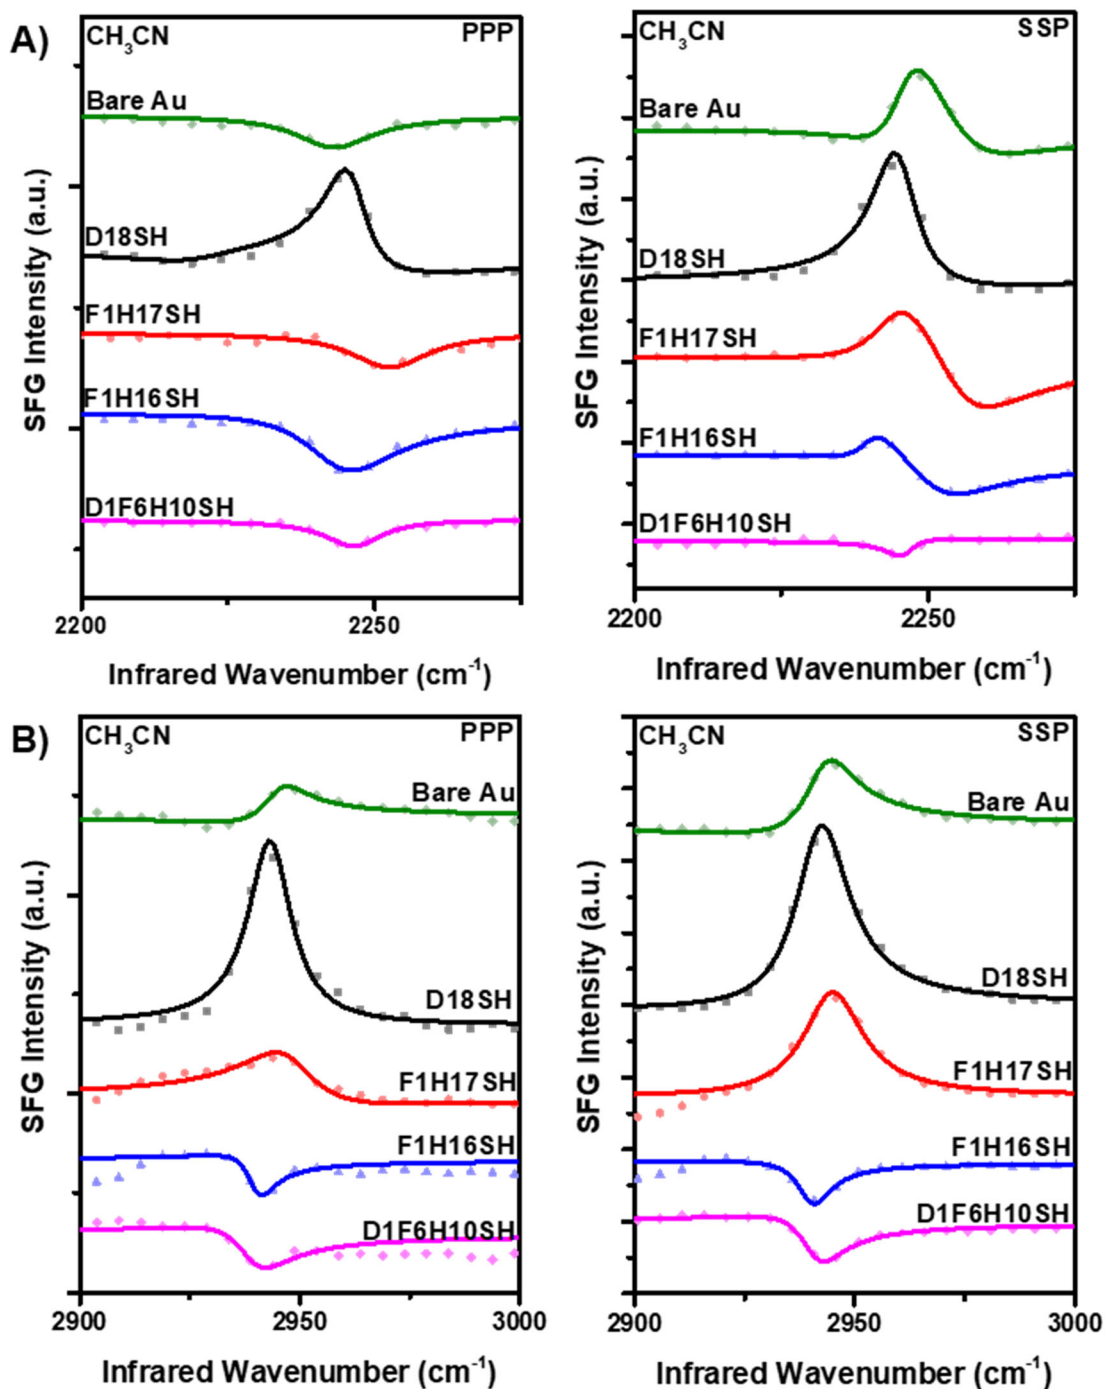 A)
CH₃CN PPP
Bare Au
D18SH
F1H17SH
F1H16SH
D1F6H10SH
SFG Intensity (a.u.)
2200 2250
Infrared Wavenumber (cm⁻¹)
CH₃CN SSP
Bare Au
D18SH
F1H17SH
F1H16SH
D1F6H10SH
SFG Intensity (a.u.)
2200 2250
Infrared Wavenumber (cm⁻¹)
B)
CH₃CN PPP
Bare Au
D18SH
F1H17SH
F1H16SH
D1F6H10SH
SFG Intensity (a.u.)
2900 2950 3000
Infrared Wavenumber (cm⁻¹)
CH₃CN SSP
Bare Au
D18SH
F1H17SH
F1H16SH
D1F6H10SH
SFG Intensity (a.u.)
2900 2950 3000
Infrared Wavenumber (cm⁻¹)